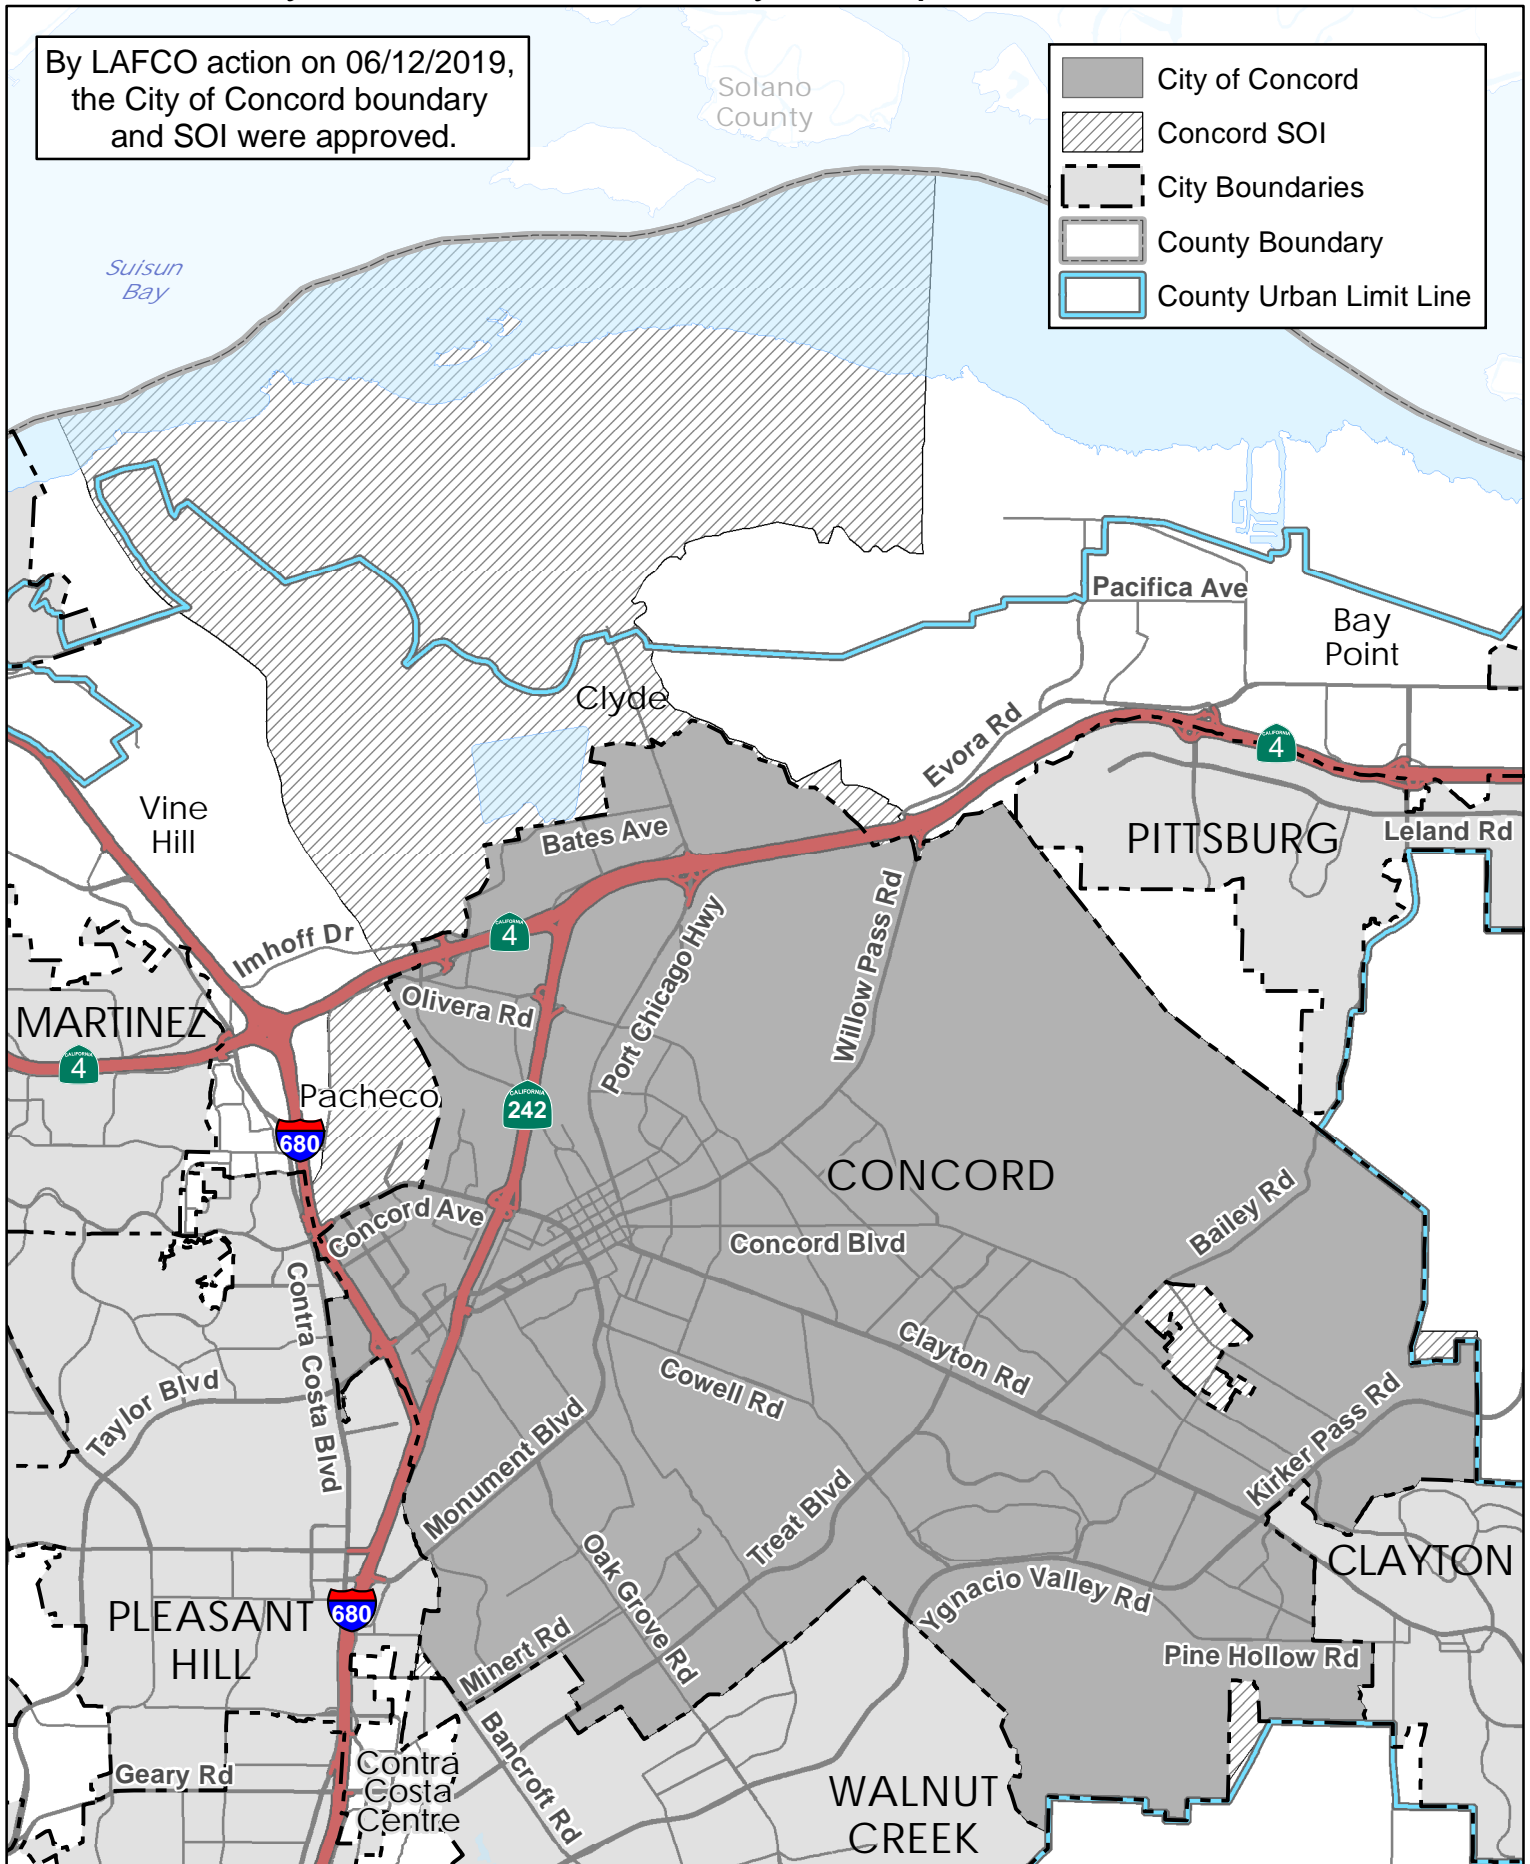 By LAFCO action on 06/12/2019,
the City of Concord boundary
and SOI were approved.
Solano
County
City of Concord
Concord SOI
City Boundaries
County Boundary
County Urban Limit Line
Suisun
Bay
Pacifica Ave
Bay
Point
Clyde
Evora Rd
CALIFORNIA
4
Vine
Hill
Bates Ave
PITTSBURG
Leland Rd
Imhoff Dr
CALIFORNIA
4
Willow Pass Rd
Port Chicago Hwy
Olivera Rd
MARTINEZ
CALIFORNIA
4
Pacheco
CALIFORNIA
242
680
CONCORD
Bailey Rd
Concord Ave
Concord Blvd
Contra Costa Blvd
Clayton Rd
Cowell Rd
Taylor Blvd
Kirker Pass Rd
Monument Blvd
Treat Blvd
Oak Grove Rd
CLAYTON
Ygnacio Valley Rd
PLEASANT
HILL
680
Minert Rd
Pine Hollow Rd
Bancroft Rd
Geary Rd
Contra
Costa
Centre
WALNUT
CREEK